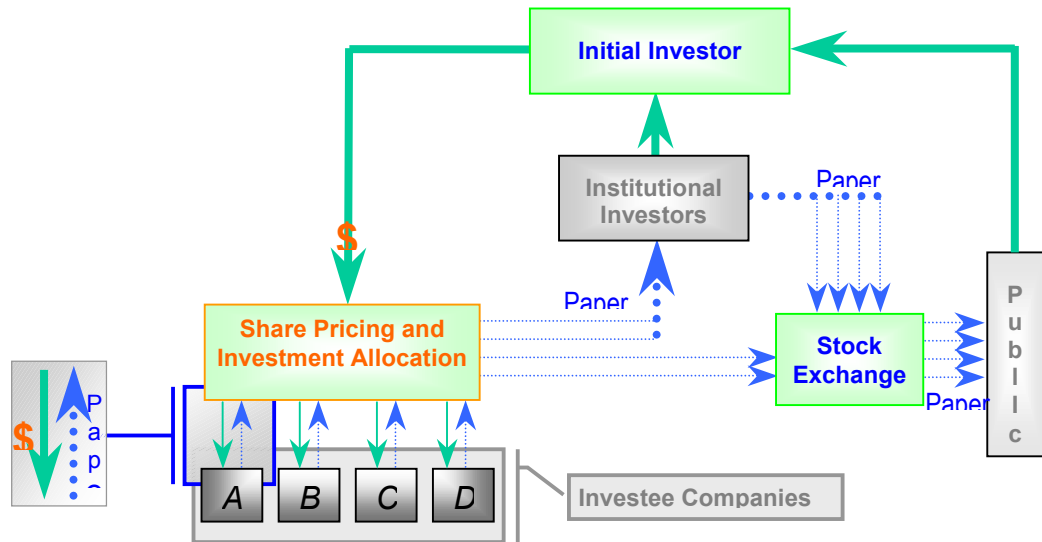 Initial Investor
Institutional
Investors
Paper
$
Paper
Share Pricing and
Investment Allocation
Stock
Exchange
P
u
b
l
I
c
Paper
$
P
a
p
A
B
C
D
Investee Companies